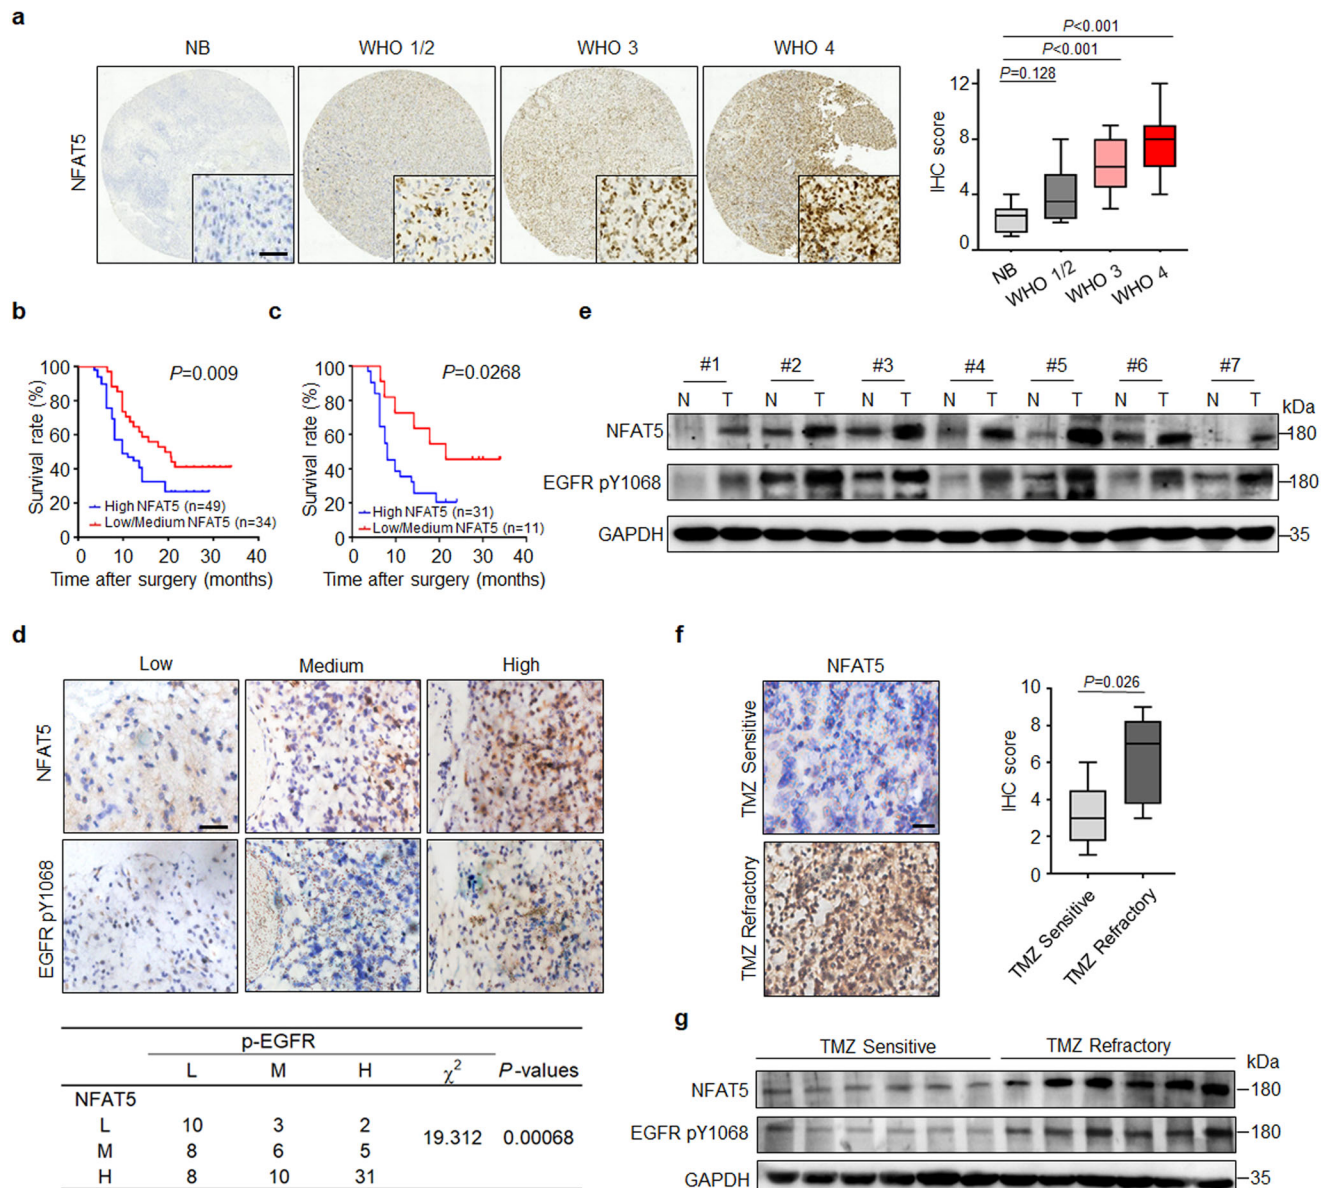 a
NB WHO 1/2 WHO 3 WHO 4
NFAT5
P<0.001
P<0.001
P=0.128
12
8
4
0
IHC score
NB WHO 1/2 WHO 3 WHO 4
b
100
80
60
40
20
0
Survival rate (%)
P=0.009
High NFAT5 (n=49)
Low/Medium NFAT5 (n=34)
0 10 20 30 40
Time after surgery (months)
c
100
80
60
40
20
0
Survival rate (%)
P=0.0268
High NFAT5 (n=31)
Low/Medium NFAT5 (n=11)
0 10 20 30 40
Time after surgery (months)
e
#1 #2 #3 #4 #5 #6 #7
N T N T N T N T N T N T N T
kDa
NFAT5 180
EGFR pY1068 180
GAPDH 35
d
Low Medium High
NFAT5
EGFR pY1068
p-EGFR
L M H χ2 P-values
NFAT5
L 10 3 2
19.312 0.00068
M 8 6 5
H 8 10 31
f
NFAT5
TMZ Sensitive
TMZ Refractory
P=0.026
10
8
6
4
2
0
IHC score
TMZ Sensitive TMZ Refractory
g
TMZ Sensitive TMZ Refractory
kDa
NFAT5 180
EGFR pY1068 180
GAPDH 35